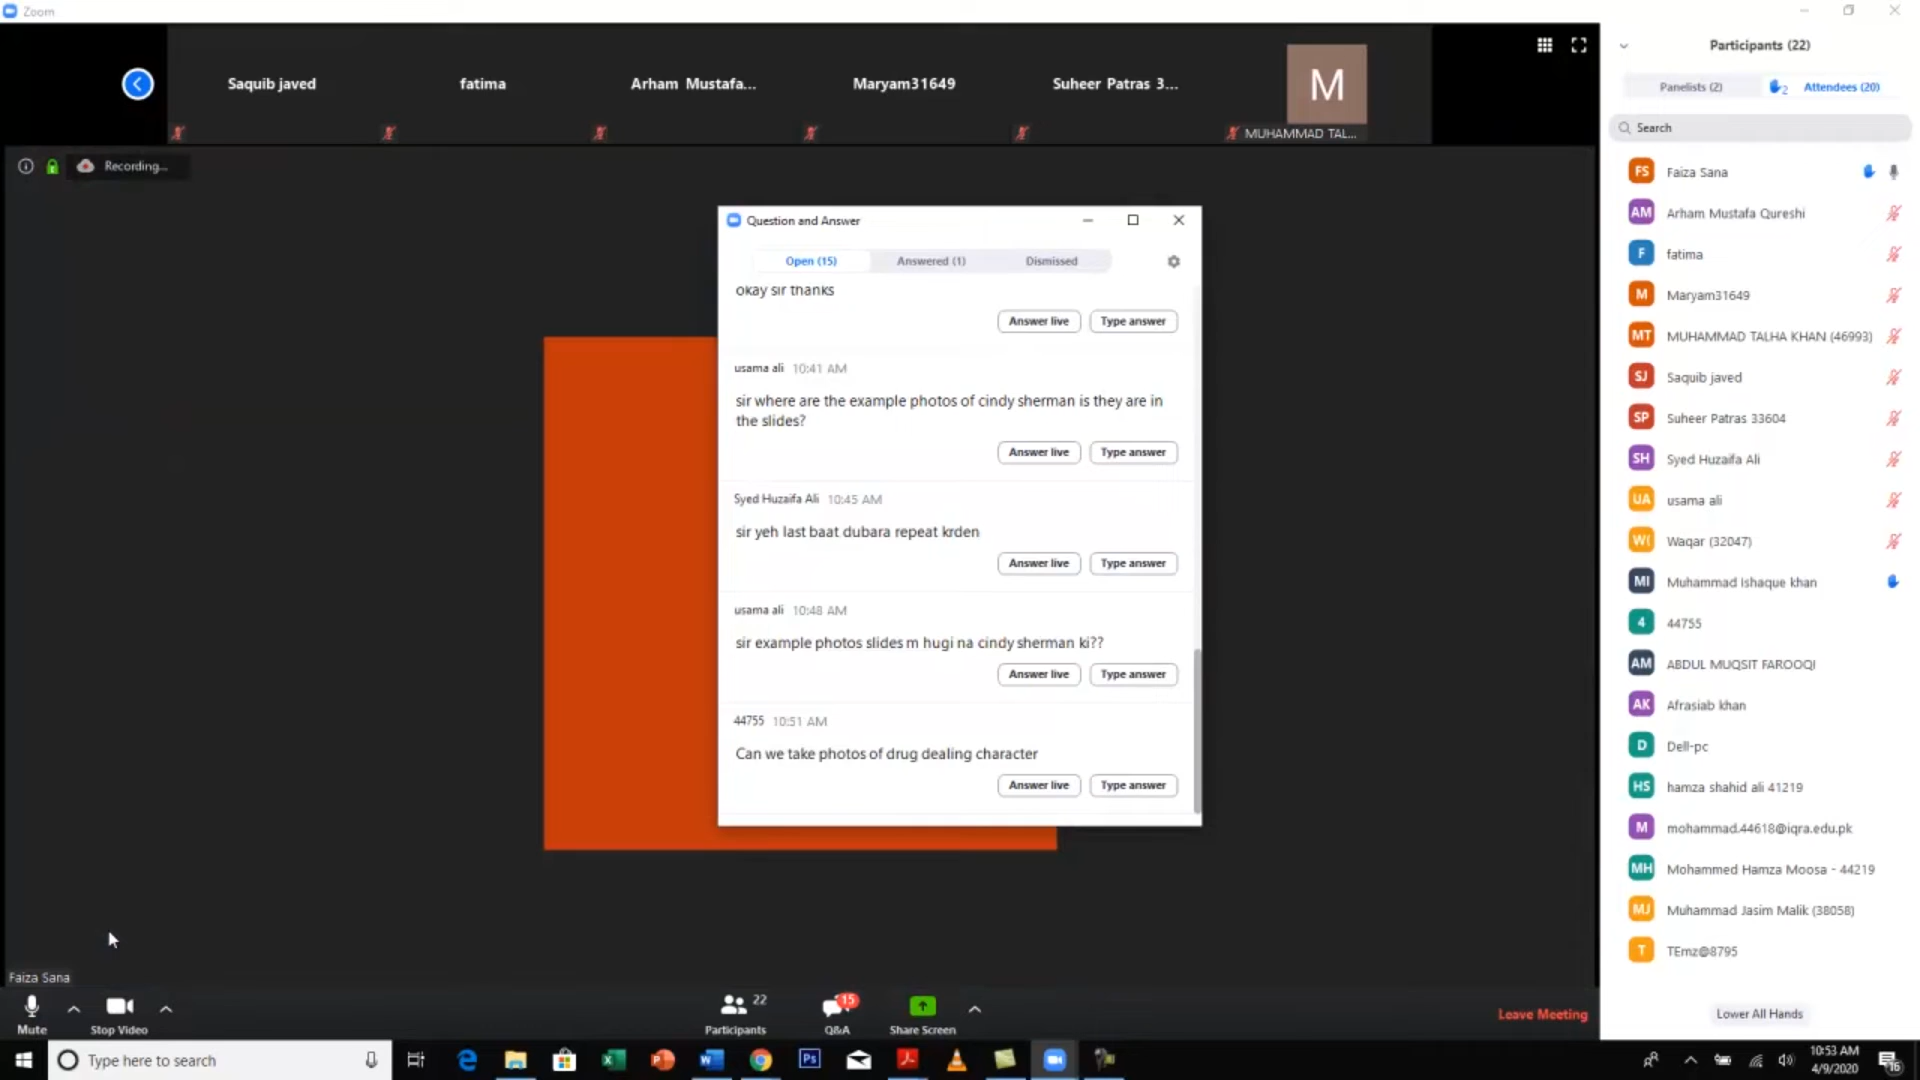 Zoom
Saquib javed
fatima
Arham Mustafa...
Maryam31649
Suheer Patras 3...
M
MUHAMMAD TAL...
Recording...
Question and Answer
Open (15)
Answered (1)
Dismissed
okay sir thanks
Answer live
Type answer
usama ali 10:41 AM
sir where are the example photos of cindy sherman is they are in
the slides?
Answer live
Type answer
Syed Huzaifa Ali 10:45 AM
sir yeh last baat dubara repeat krden
Answer live
Type answer
usama ali 10:48 AM
sir example photos slides m hugi na cindy sherman ki??
Answer live
Type answer
44755 10:51 AM
Can we take photos of drug dealing character
Answer live
Type answer
Faiza Sana
Mute
Stop Video
22
Participants
15
Q&A
Share Screen
Leave Meeting
Participants (22)
Panelists (2)
2 Attendees (20)
Search
FS Faiza Sana
AM Arham Mustafa Qureshi
F fatima
M Maryam31649
MT MUHAMMAD TALHA KHAN (46993)
SJ Saquib javed
SP Suheer Patras 33604
SH Syed Huzaifa Ali
UA usama ali
W( Waqar (32047)
MI Muhammad ishaque khan
4 44755
AM ABDUL MUQSIT FAROOQI
AK Afrasiab khan
D Dell-pc
HS hamza shahid ali 41219
M mohammad.44618@iqra.edu.pk
MH Mohammed Hamza Moosa - 44219
MJ Muhammad Jasim Malik (38058)
T TEmz@8795
Lower All Hands
Type here to search
Ps
10:53 AM
4/9/2020
16